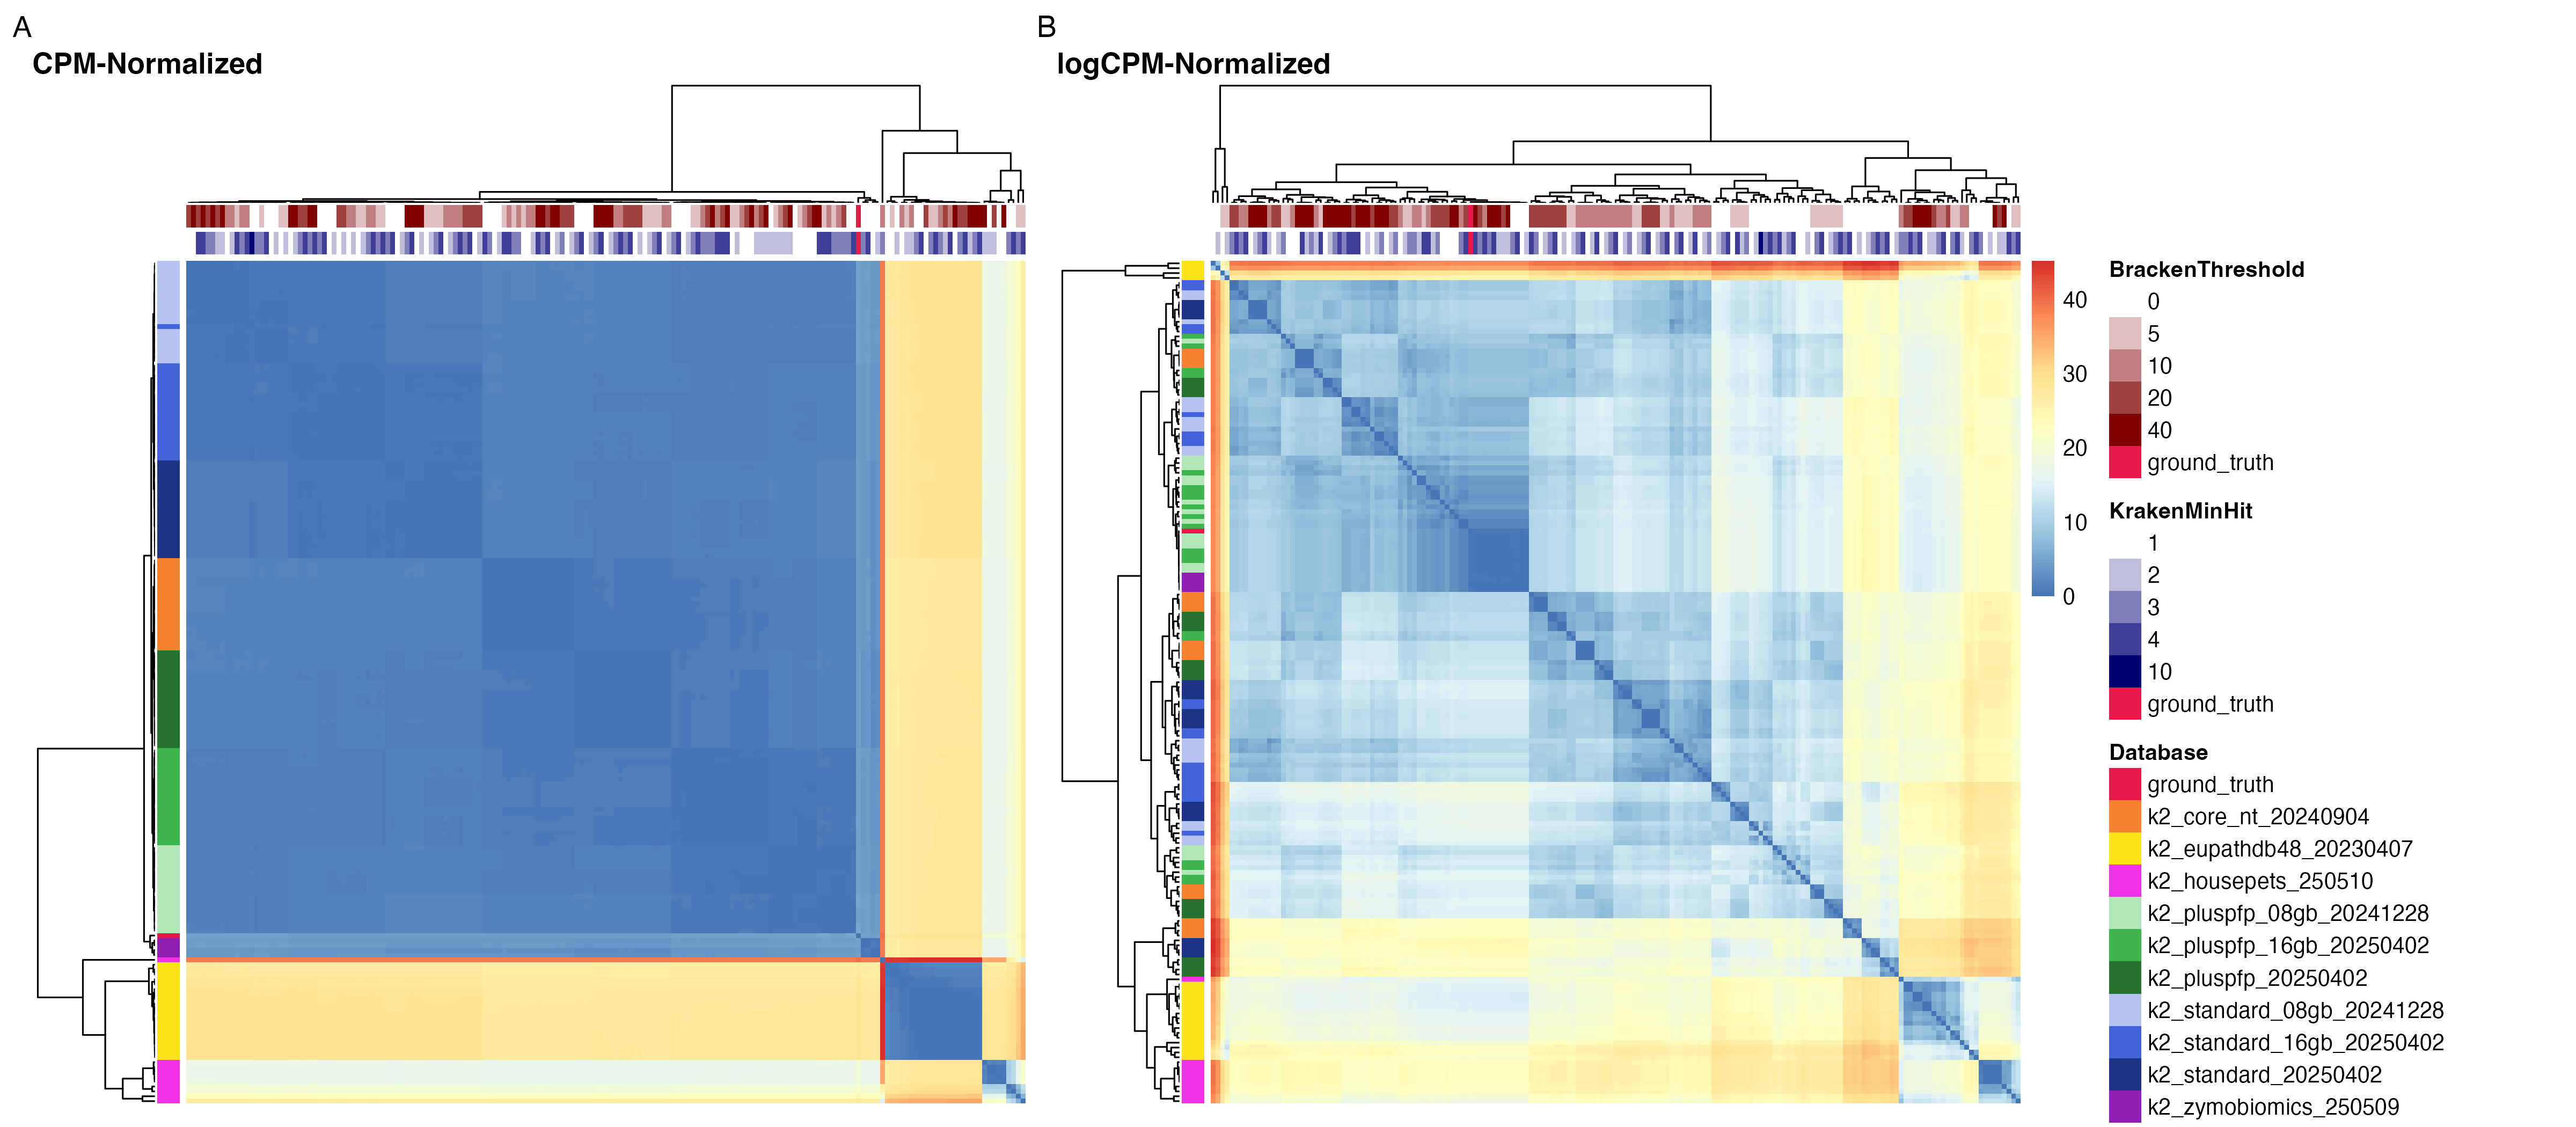 A
CPM-Normalized
B
logCPM-Normalized
40
30
20
10
0
BrackenThreshold
0
5
10
20
40
ground_truth
KrakenMinHit
1
2
3
4
10
ground_truth
Database
ground_truth
k2_core_nt_20240904
k2_eupathdb48_20230407
k2_housepets_250510
k2_pluspfp_08gb_20241228
k2_pluspfp_16gb_20250402
k2_pluspfp_20250402
k2_standard_08gb_20241228
k2_standard_16gb_20250402
k2_standard_20250402
k2_zymobiomics_250509